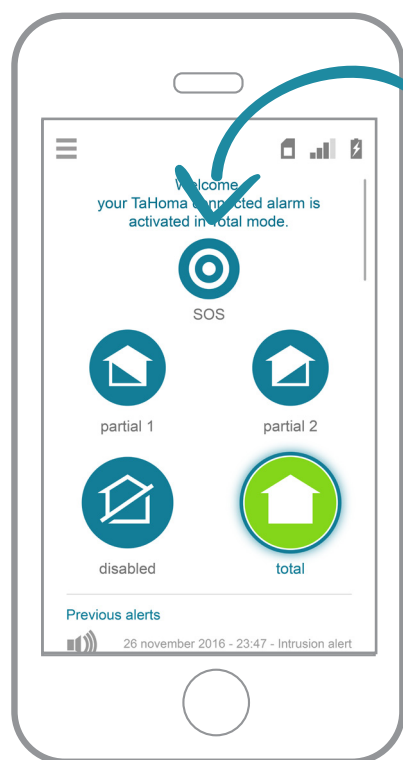 Welcome,
your TaHoma connected alarm is
activated in total mode.
SOS
partial 1
partial 2
disabled
total
Previous alerts
26 november 2016 - 23:47 - Intrusion alert